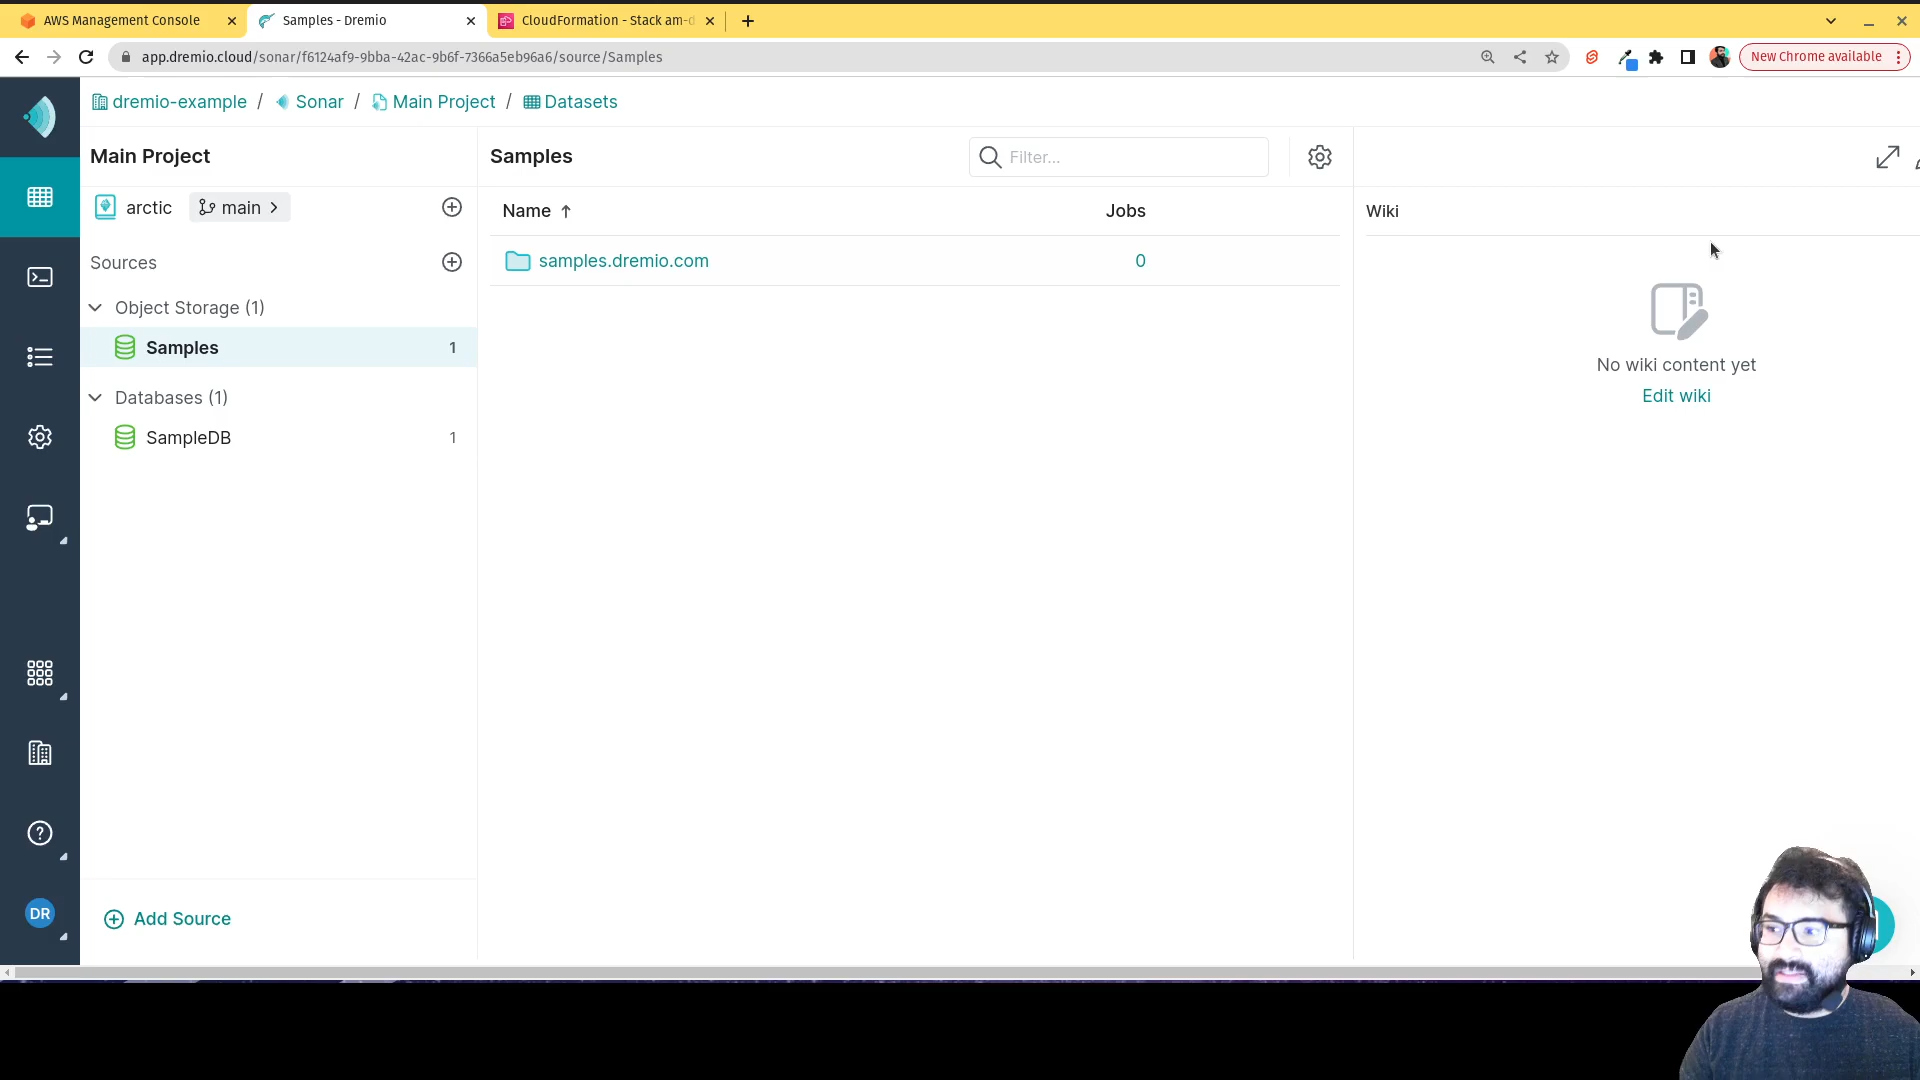 AWS Management Console
Samples - Dremio
CloudFormation - Stack am-d
app.dremio.cloud/sonar/f6124af9-9bba-42ac-9b6f-7366a5eb96a6/source/Samples
New Chrome available
dremio-example / Sonar / Main Project / Datasets
Main Project
arctic
main
Sources
Object Storage (1)
Samples 1
Databases (1)
SampleDB 1
Add Source
DR
Samples
Filter...
Name
Jobs
samples.dremio.com 0
Wiki
No wiki content yet
Edit wiki